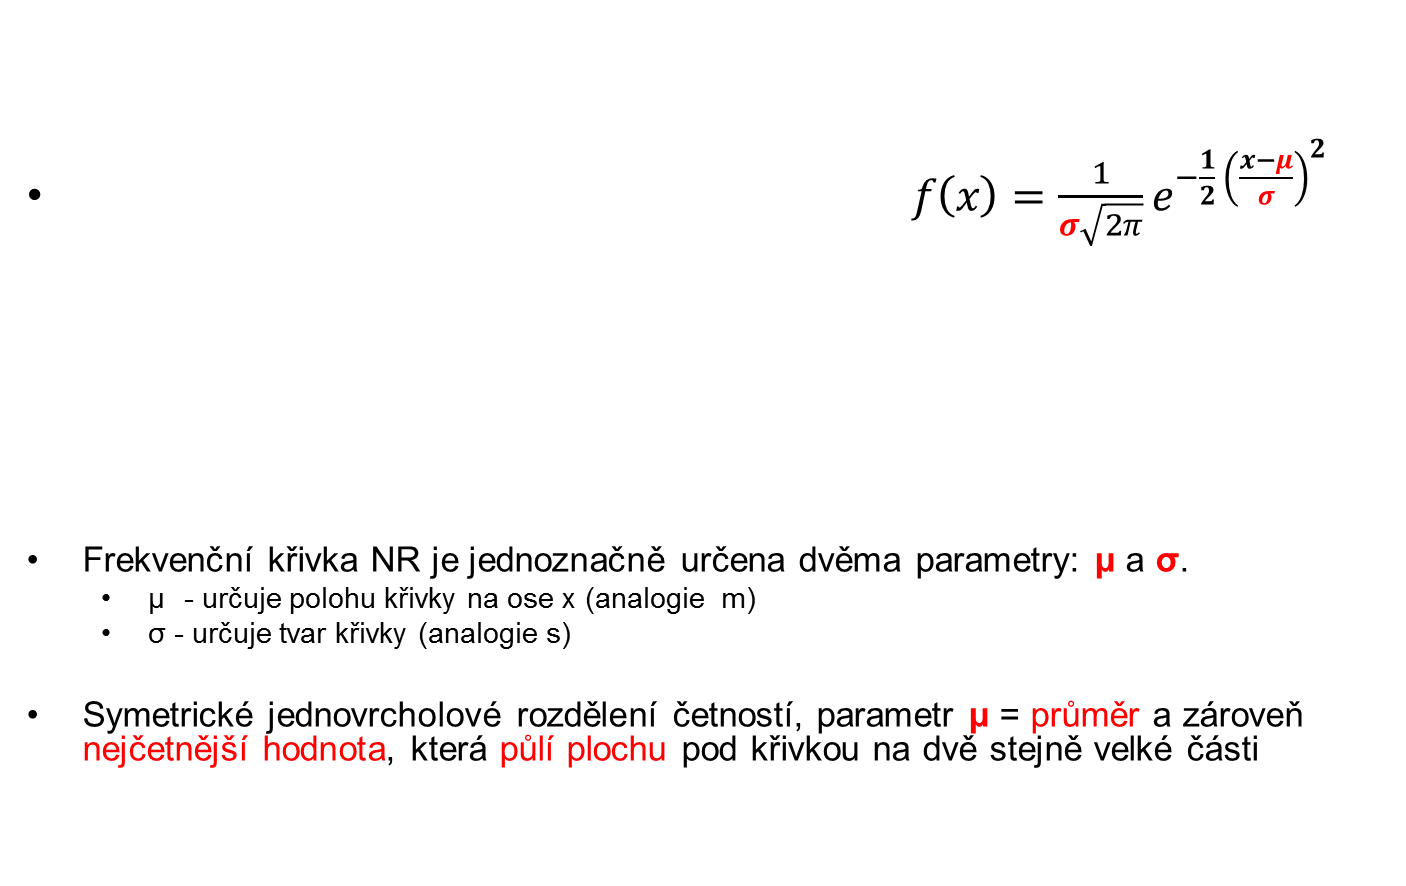 • f(x) = 1/(σ√2π) e^(−1/2 ((x−μ)/σ)^2)
• Frekvenční křivka NR je jednoznačně určena dvěma parametry: μ a σ.
• μ - určuje polohu křivky na ose x (analogie m)
• σ - určuje tvar křivky (analogie s)
• Symetrické jednovrcholové rozdělení četností, parametr μ = průměr a zároveň
nejčetnější hodnota, která půlí plochu pod křivkou na dvě stejně velké části